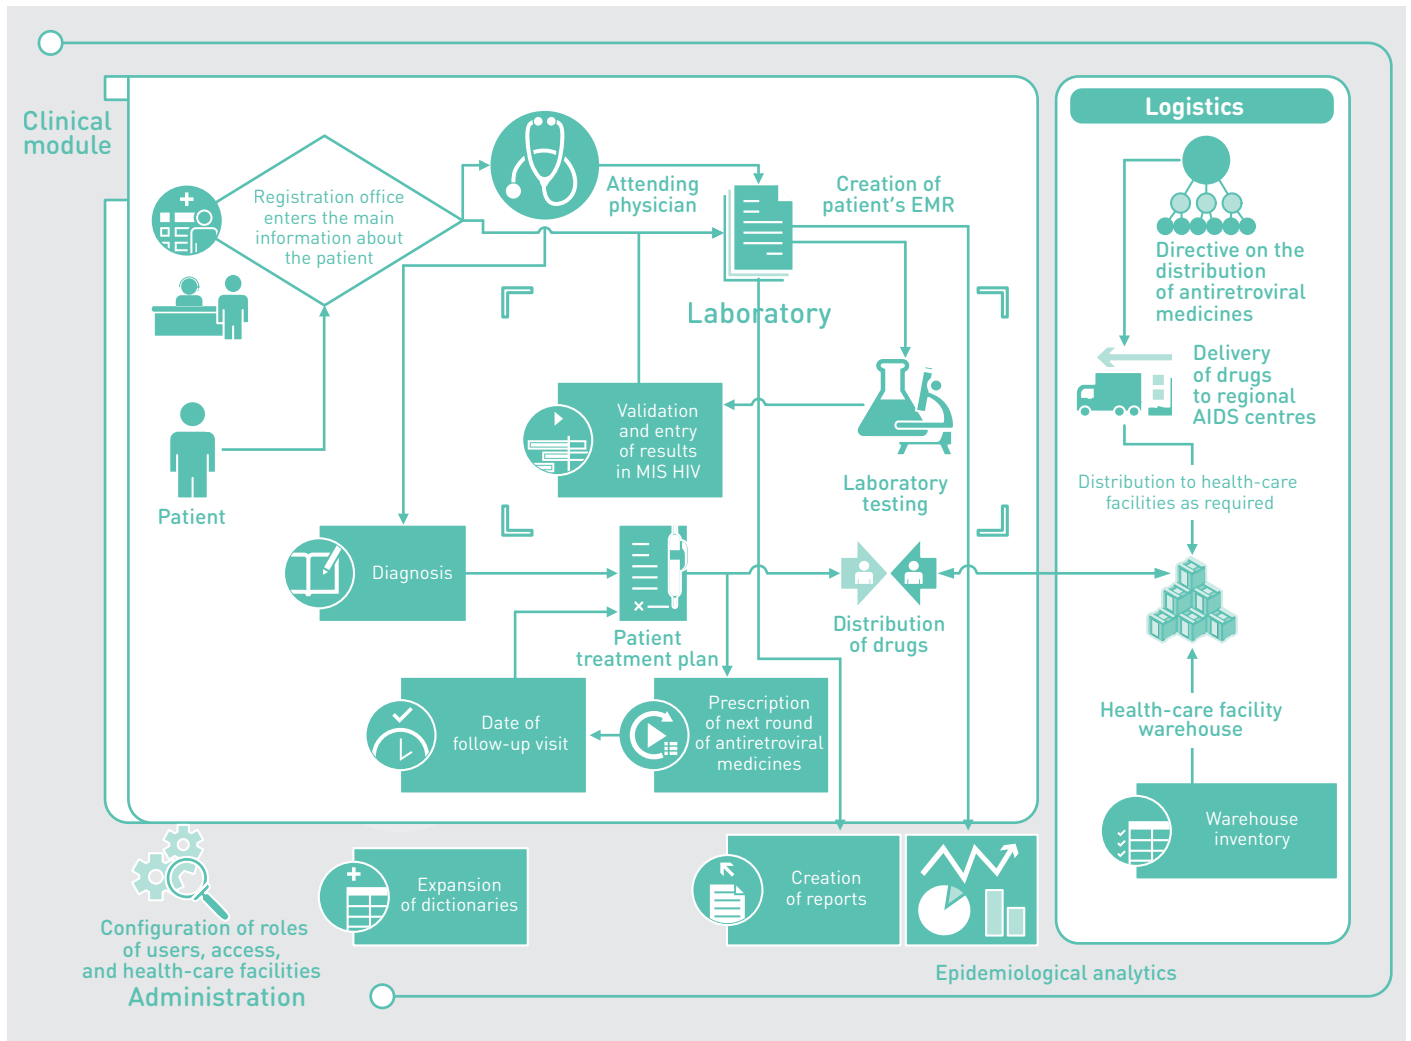 Clinical
module
Registration office
enters the main
information about
the patient
Attending
physician
Creation of
patient's EMR
Laboratory
Patient
Validation
and entry
of results
in MIS HIV
Laboratory
testing
Diagnosis
Patient
treatment plan
Distribution
of drugs
Date of
follow-up visit
Prescription
of next round
of antiretroviral
medicines
Logistics
Directive on the
distribution
of antiretroviral
medicines
Delivery
of drugs
to regional
AIDS centres
Distribution to health-care
facilities as required
Health-care facility
warehouse
Warehouse
inventory
Configuration of roles
of users, access,
and health-care facilities
Administration
Expansion
of dictionaries
Creation
of reports
Epidemiological analytics